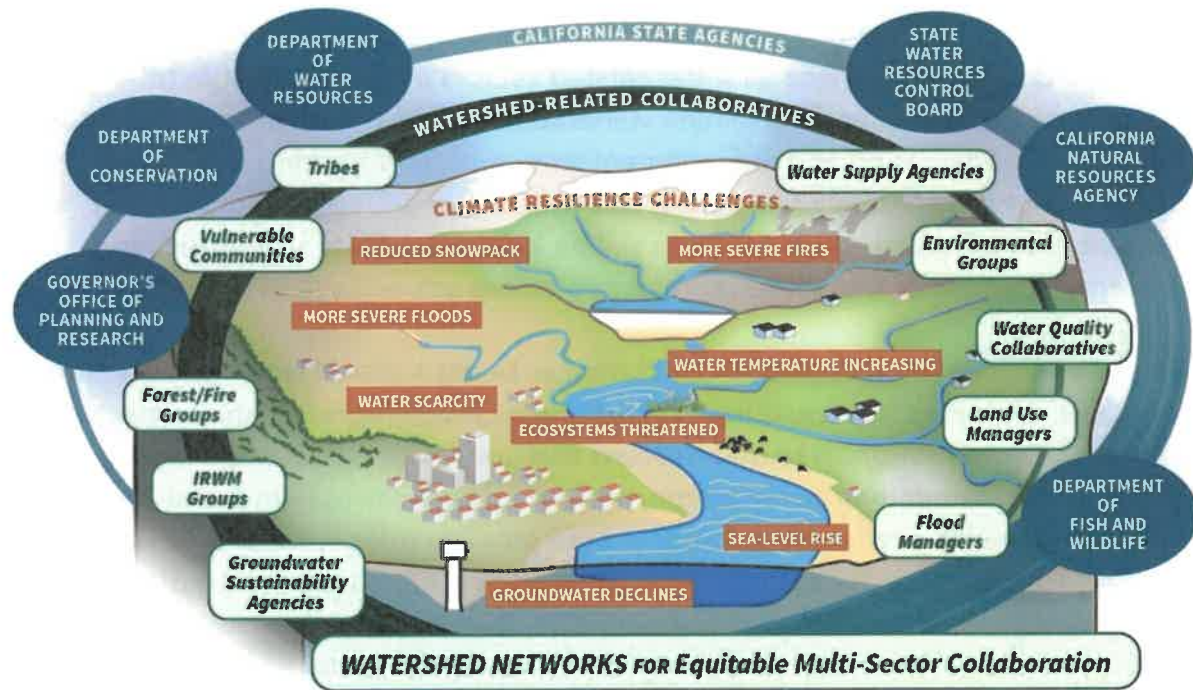 CALIFORNIA STATE AGENCIES
DEPARTMENT
OF
WATER
RESOURCES
STATE
WATER
RESOURCES
CONTROL
BOARD
WATERSHED-RELATED COLLABORATIVES
DEPARTMENT
OF
CONSERVATION
CALIFORNIA
NATURAL
RESOURCES
AGENCY
Tribes
Water Supply Agencies
CLIMATE RESILIENCE CHALLENGES
Vulnerable
Communities
REDUCED SNOWPACK
MORE SEVERE FIRES
Environmental
Groups
GOVERNOR'S
OFFICE OF
PLANNING AND
RESEARCH
MORE SEVERE FLOODS
Water Quality
Collaboratives
WATER TEMPERATURE INCREASING
Forest/Fire
Groups
WATER SCARCITY
ECOSYSTEMS THREATENED
Land Use
Managers
IRWM
Groups
DEPARTMENT
OF
FISH AND
WILDLIFE
SEA-LEVEL RISE
Flood
Managers
Groundwater
Sustainability
Agencies
GROUNDWATER DECLINES
WATERSHED NETWORKS FOR Equitable Multi-Sector Collaboration